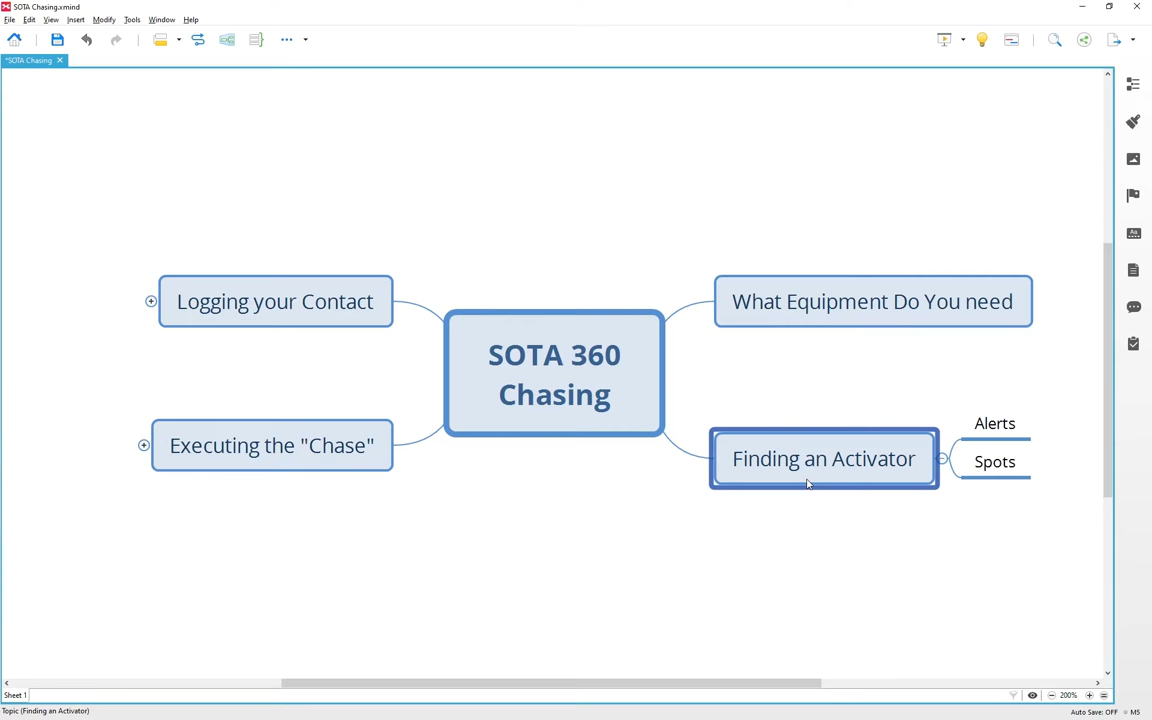 SOTA Chasing.xmind
File Edit View Insert Modify Tools Window Help
*SOTA Chasing
Logging your Contact
What Equipment Do You need
SOTA 360
Chasing
Executing the "Chase"
Finding an Activator
Alerts
Spots
Sheet 1
200%
Topic (Finding an Activator)
Auto Save: OFF
M5